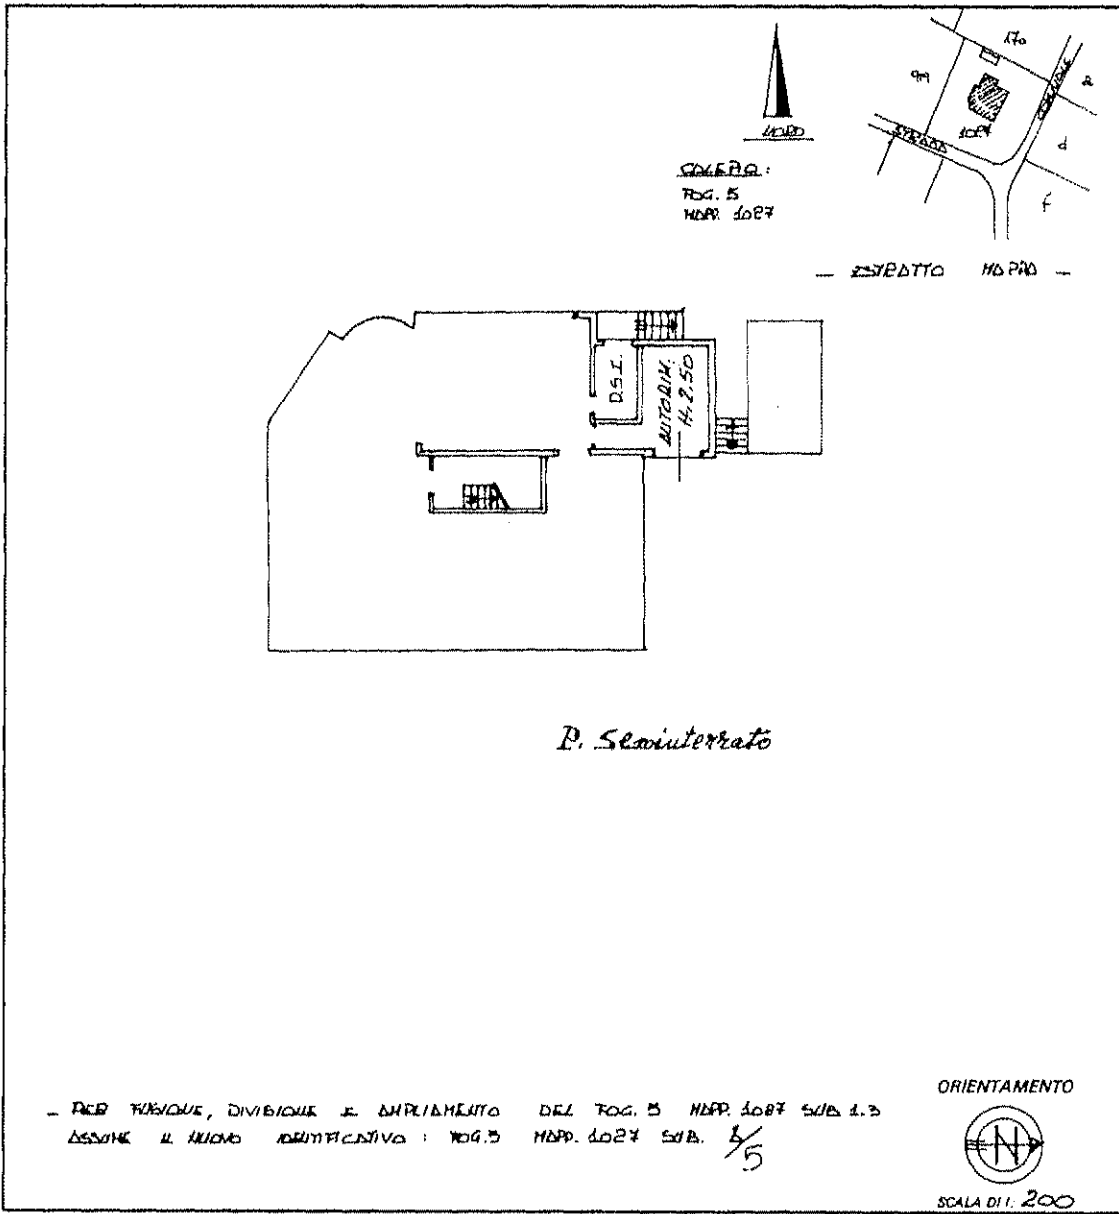 NORD
COLERO:
FOG. 5
MAPP. 1027
170
STRADA
COMUNALE
1027
a
d
f
— ESTRATTO MAPPA —
D.S.I.
AUTORIM.
H. 2.50
P. Seminterrato
— PER FUSIONE, DIVISIONE E AMPLIAMENTO DEL FOG. 5 MAPP. 1027 SUB 1.3
ASSUME IL NUOVO IDENTIFICATIVO : FOG. 5 MAPP. 1027 SUB. 5
ORIENTAMENTO
N
SCALA DI 1: 200